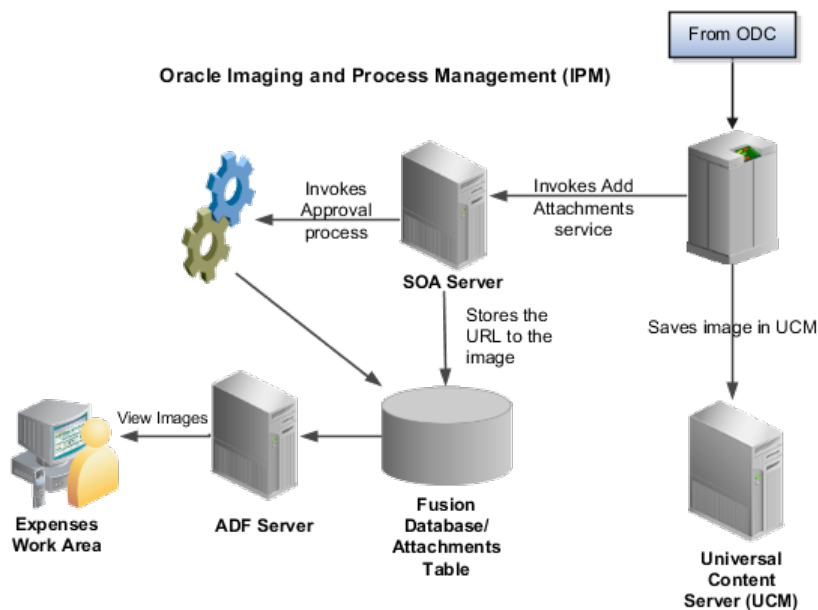 From ODC
Oracle Imaging and Process Management (IPM)
Invokes
Approval
process
Invokes Add
Attachments
service
SOA Server
Stores the
URL to the
image
Saves image in UCM
View Images
Expenses
Work Area
ADF Server
Fusion
Database/
Attachments
Table
Universal
Content
Server (UCM)